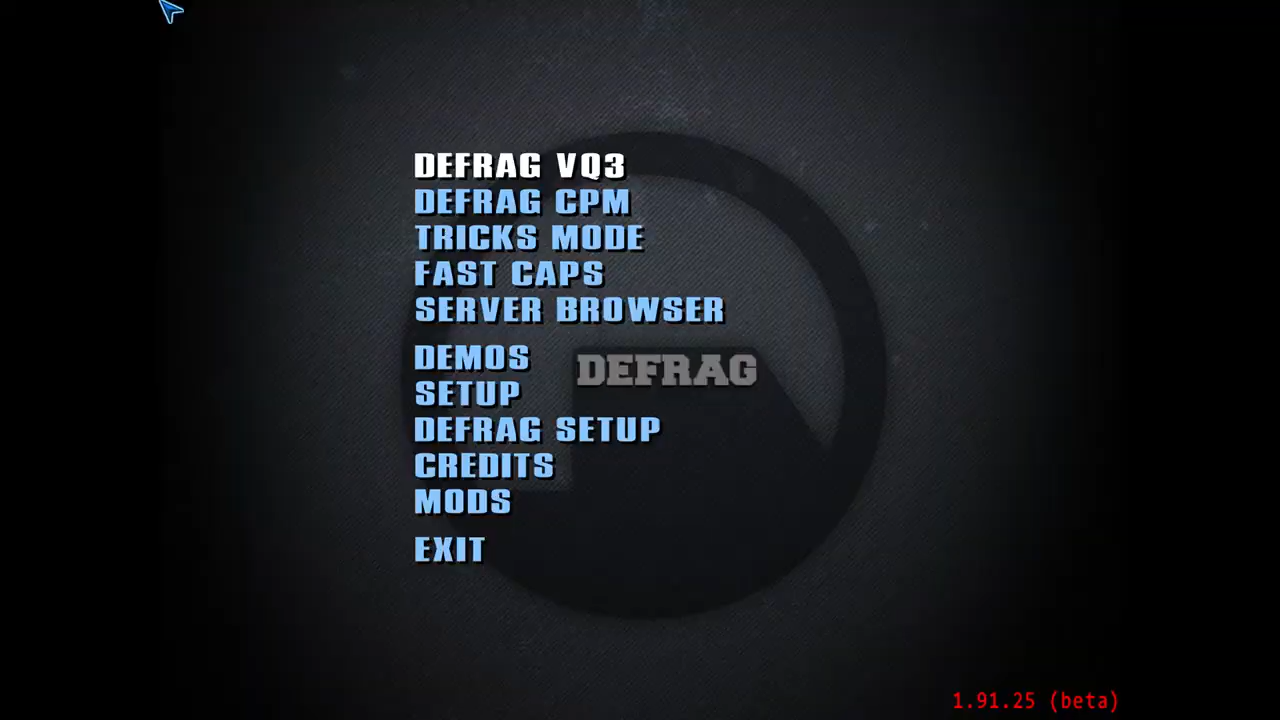 DEFRAG VQ3
DEFRAG CPM
TRICKS MODE
FAST CAPS
SERVER BROWSER
DEMOS
DEFRAG
SETUP
DEFRAG SETUP
CREDITS
MODS
EXIT
1.91.25 (beta)